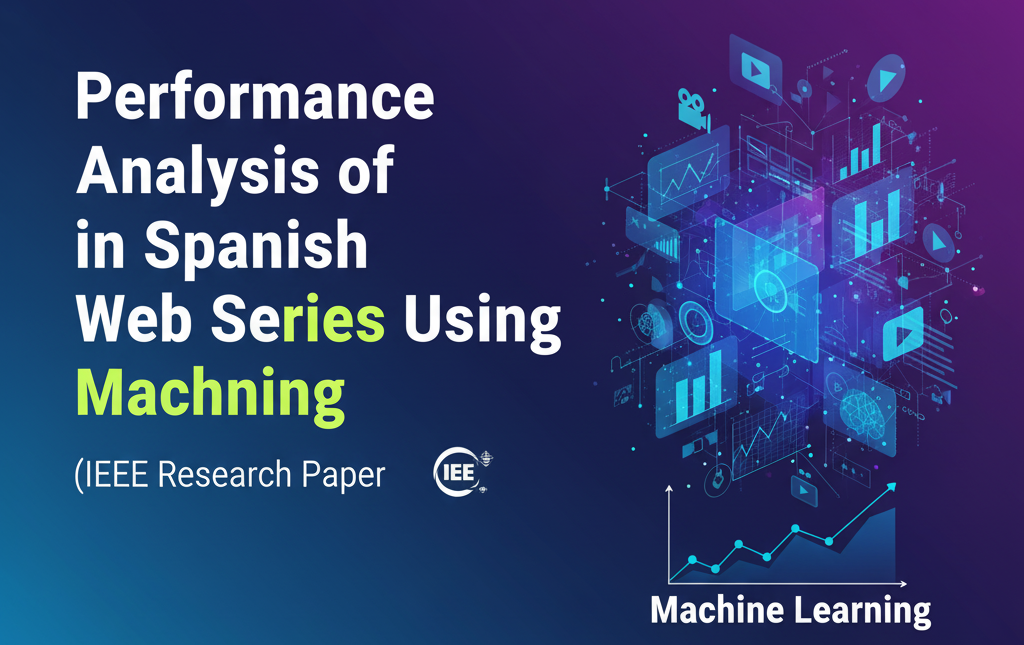 Performance
Analysis of
in Spanish
Web Series Using
Machning
(IEEE Research Paper
IEE
Machine Learning